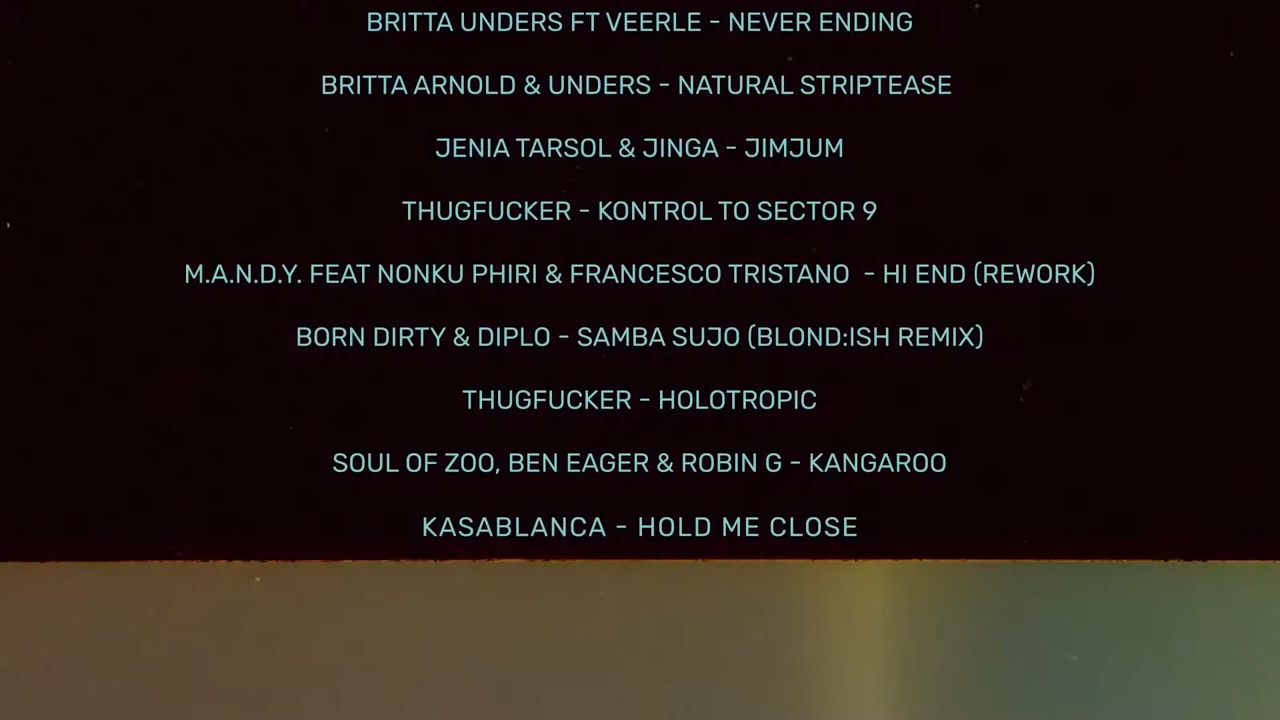 BRITTA UNDERS FT VEERLE - NEVER ENDING
BRITTA ARNOLD & UNDERS - NATURAL STRIPTEASE
JENIA TARSOL & JINGA - JIMJUM
THUGFUCKER - KONTROL TO SECTOR 9
M.A.N.D.Y. FEAT NONKU PHIRI & FRANCESCO TRISTANO  - HI END (REWORK)
BORN DIRTY & DIPLO - SAMBA SUJO (BLOND:ISH REMIX)
THUGFUCKER - HOLOTROPIC
SOUL OF ZOO, BEN EAGER & ROBIN G - KANGAROO
KASABLANCA - HOLD ME CLOSE